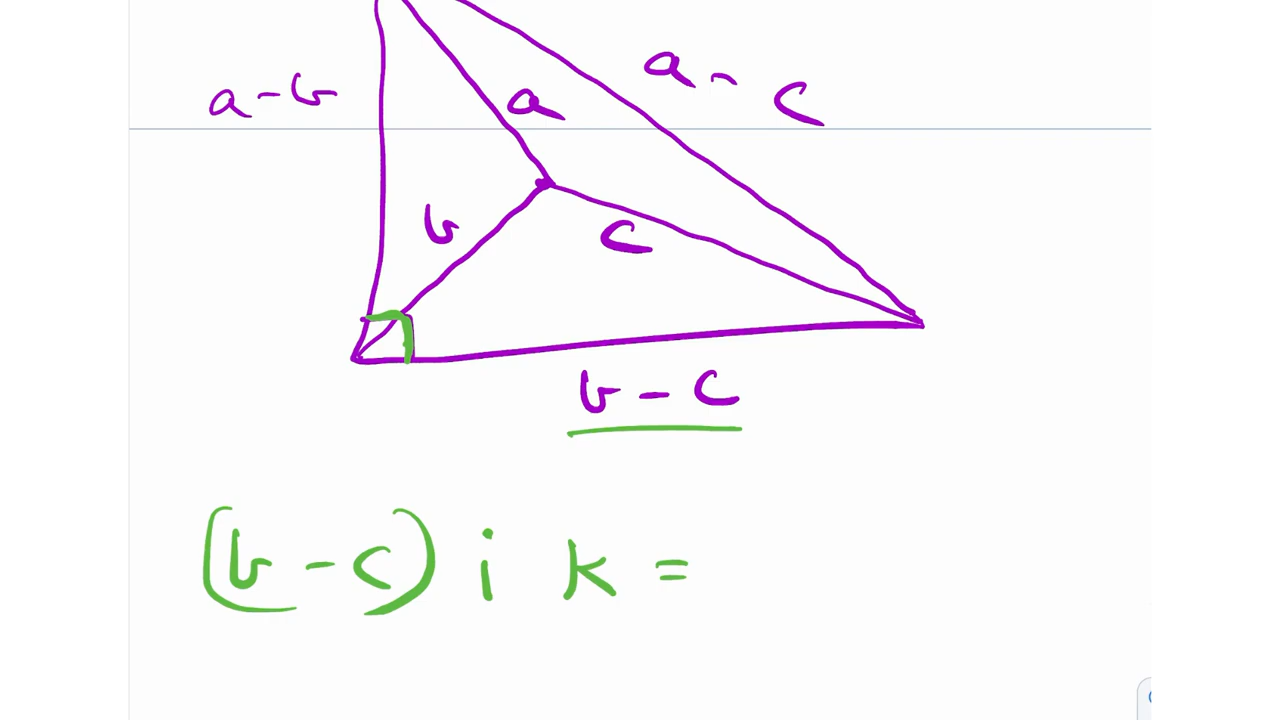 a - b
a
a - c
b
c
b - c
(b - c) i k =